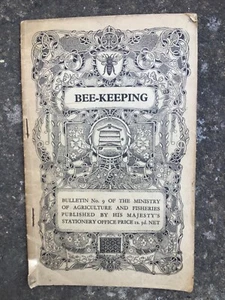 BEE-KEEPING
BULLETIN No. 9 OF THE MINISTRY
OF AGRICULTURE AND FISHERIES
PUBLISHED BY HIS MAJESTY'S
STATIONERY OFFICE PRICE 1s. 3d. NET